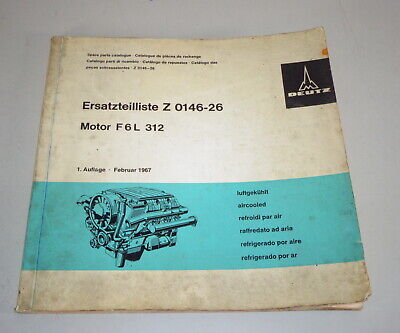 Spare parts catalogue · Catalogue de pièces de rechange
Catalogo parti di ricambio · Catálogo de repuestos · Catálogo das
peças sobressalentes · Z 0146-26
DEUTZ
Ersatzteilliste Z 0146-26
Motor F6L 312
1. Auflage · Februar 1967
luftgekühlt
aircooled
refroidi par air
raffredato ad aria
refrigerado por aire
refrigerado por ar